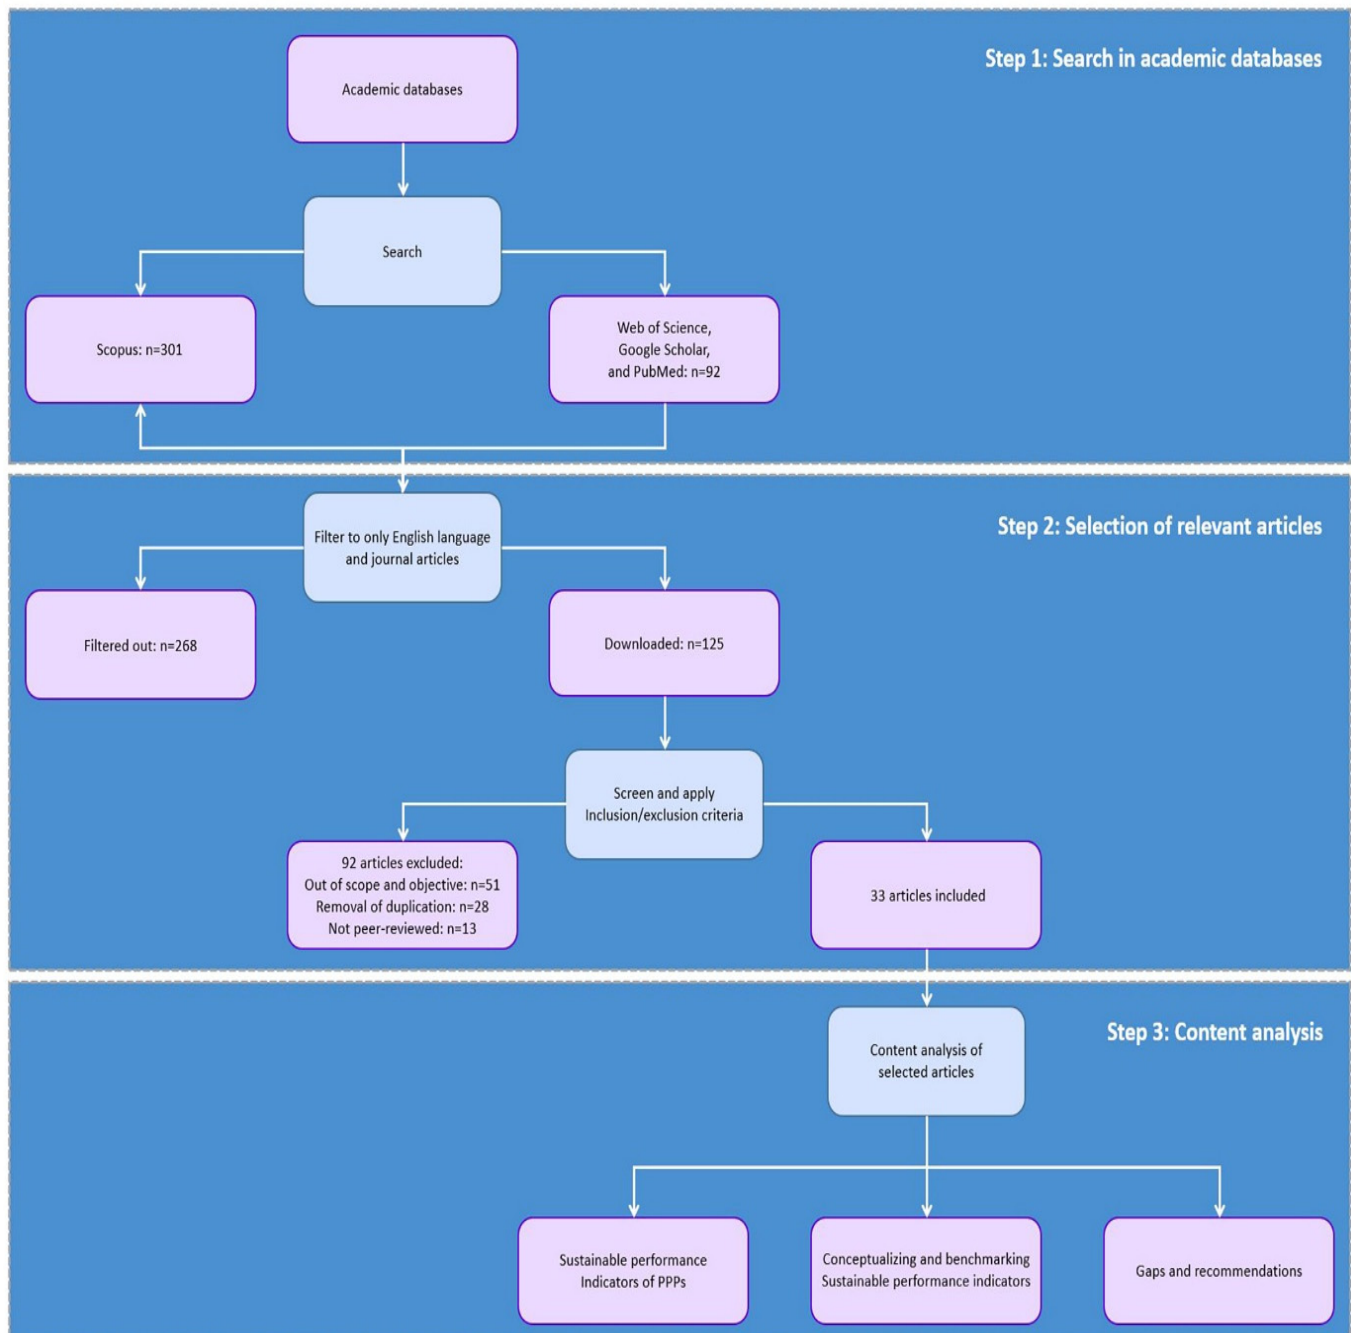 Step 1: Search in academic databases
Academic databases
Search
Scopus: n=301
Web of Science,
Google Scholar,
and PubMed: n=92
Step 2: Selection of relevant articles
Filter to only English language
and journal articles
Filtered out: n=268
Downloaded: n=125
Screen and apply
Inclusion/exclusion criteria
92 articles excluded:
Out of scope and objective: n=51
Removal of duplication: n=28
Not peer-reviewed: n=13
33 articles included
Step 3: Content analysis
Content analysis of
selected articles
Sustainable performance
Indicators of PPPs
Conceptualizing and benchmarking
Sustainable performance indicators
Gaps and recommendations